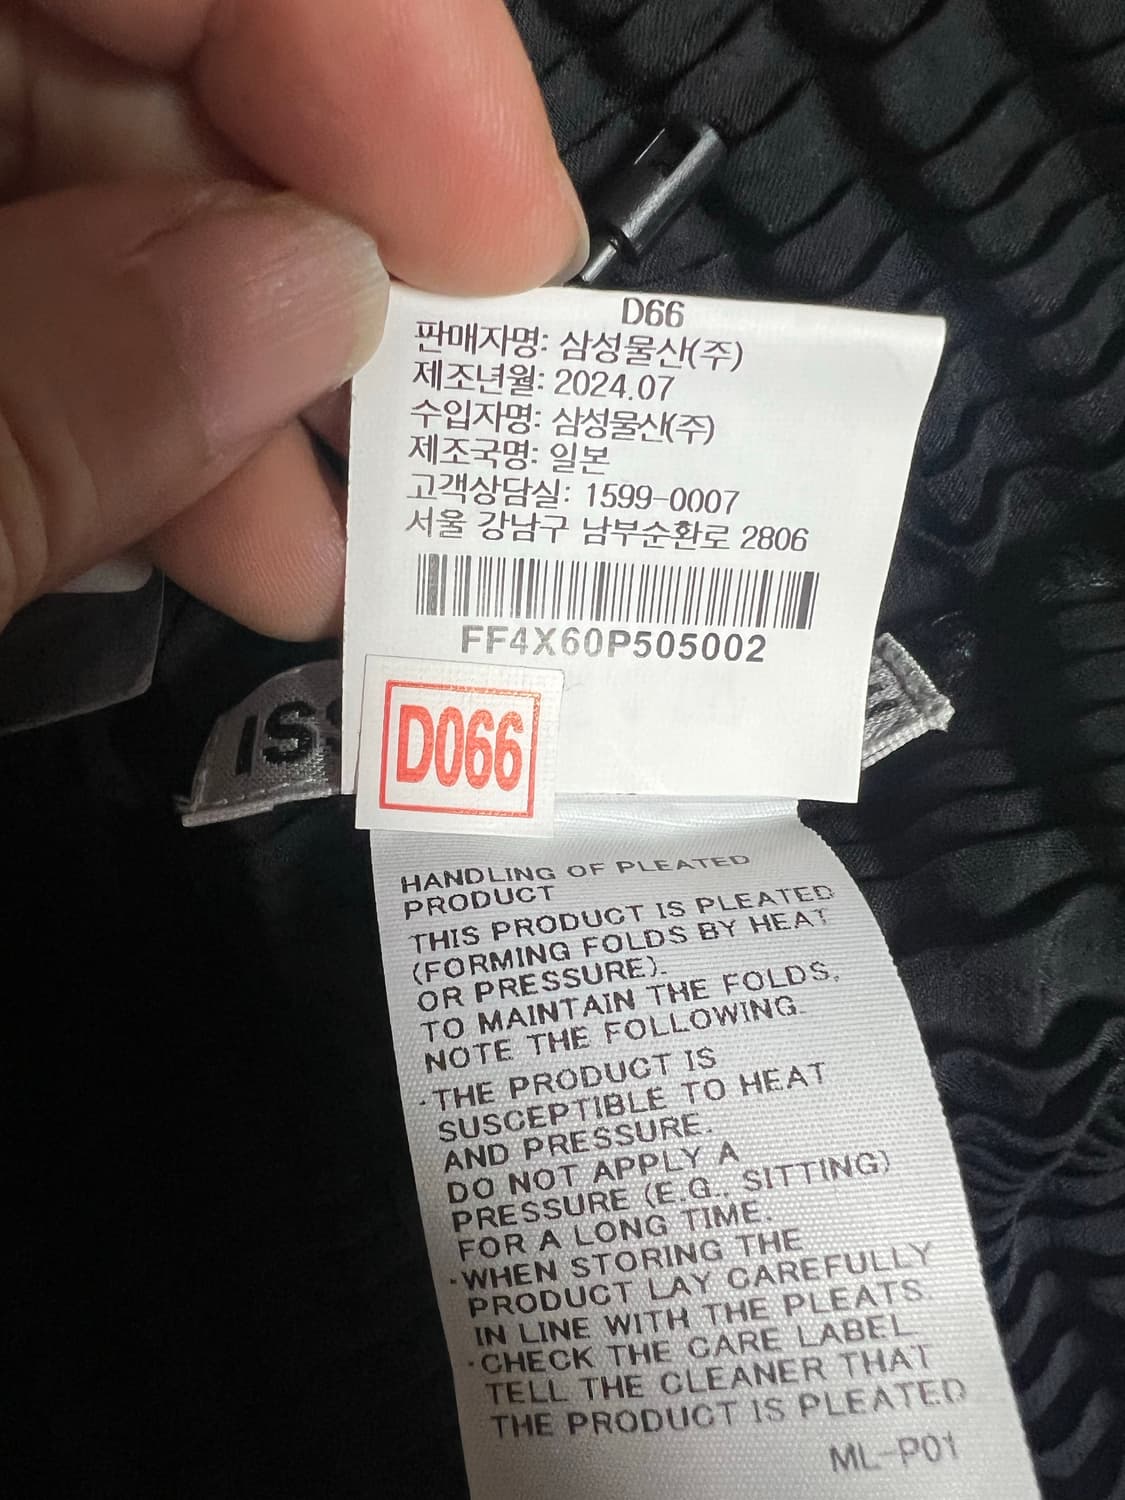 D66
판매자명: 삼성물산(주)
제조년월: 2024.07
수입자명: 삼성물산(주)
제조국명: 일본
고객상담실: 1599-0007
서울 강남구 남부순환로 2806
FF4X60P505002
D066
HANDLING OF PLEATED
PRODUCT
THIS PRODUCT IS PLEATED
(FORMING FOLDS BY HEAT
OR PRESSURE).
TO MAINTAIN THE FOLDS,
NOTE THE FOLLOWING.
·THE PRODUCT IS
SUSCEPTIBLE TO HEAT
AND PRESSURE.
DO NOT APPLY A
PRESSURE (E.G., SITTING)
FOR A LONG TIME.
·WHEN STORING THE
PRODUCT LAY CAREFULLY
IN LINE WITH THE PLEATS.
·CHECK THE CARE LABEL
TELL THE CLEANER THAT
THE PRODUCT IS PLEATED
ML-P01